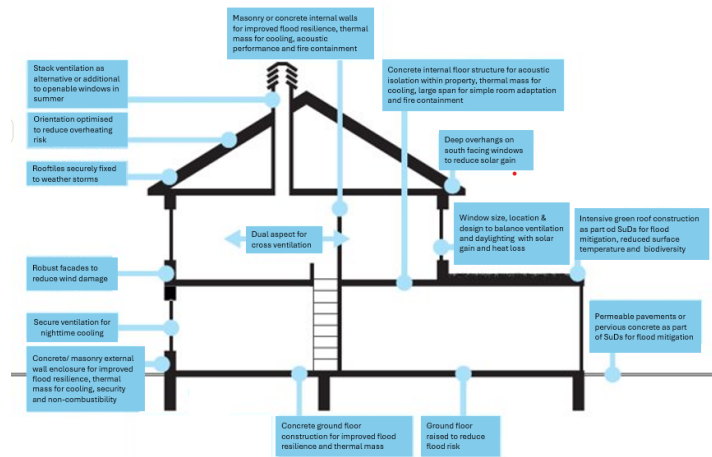 Masonry or concrete internal walls
for improved flood resilience, thermal
mass for cooling, acoustic
performance and fire containment
Stack ventilation as
alternative or additional
to openable windows in
summer
Concrete internal floor structure for acoustic
isolation within property, thermal mass for
cooling, large span for simple room adaptation
and fire containment
Orientation optimised
to reduce overheating
risk
Deep overhangs on
south facing windows
to reduce solar gain
Rooftiles securely fixed
to weather storms
Dual aspect for
cross ventilation
Window size, location &
design to balance ventilation
and daylighting with solar
gain and heat loss
Intensive green roof construction
as part od SuDs for flood
mitigation, reduced surface
temperature and biodiversity
Robust facades to
reduce wind damage
Secure ventilation for
nighttime cooling
Permeable pavements or
pervious concrete as part
of SuDs for flood mitigation
Concrete/ masonry external
wall enclosure for improved
flood resilience, thermal
mass for cooling, security
and non-combustibility
Concrete ground floor
construction for improved flood
resilience and thermal mass
Ground floor
raised to reduce
flood risk